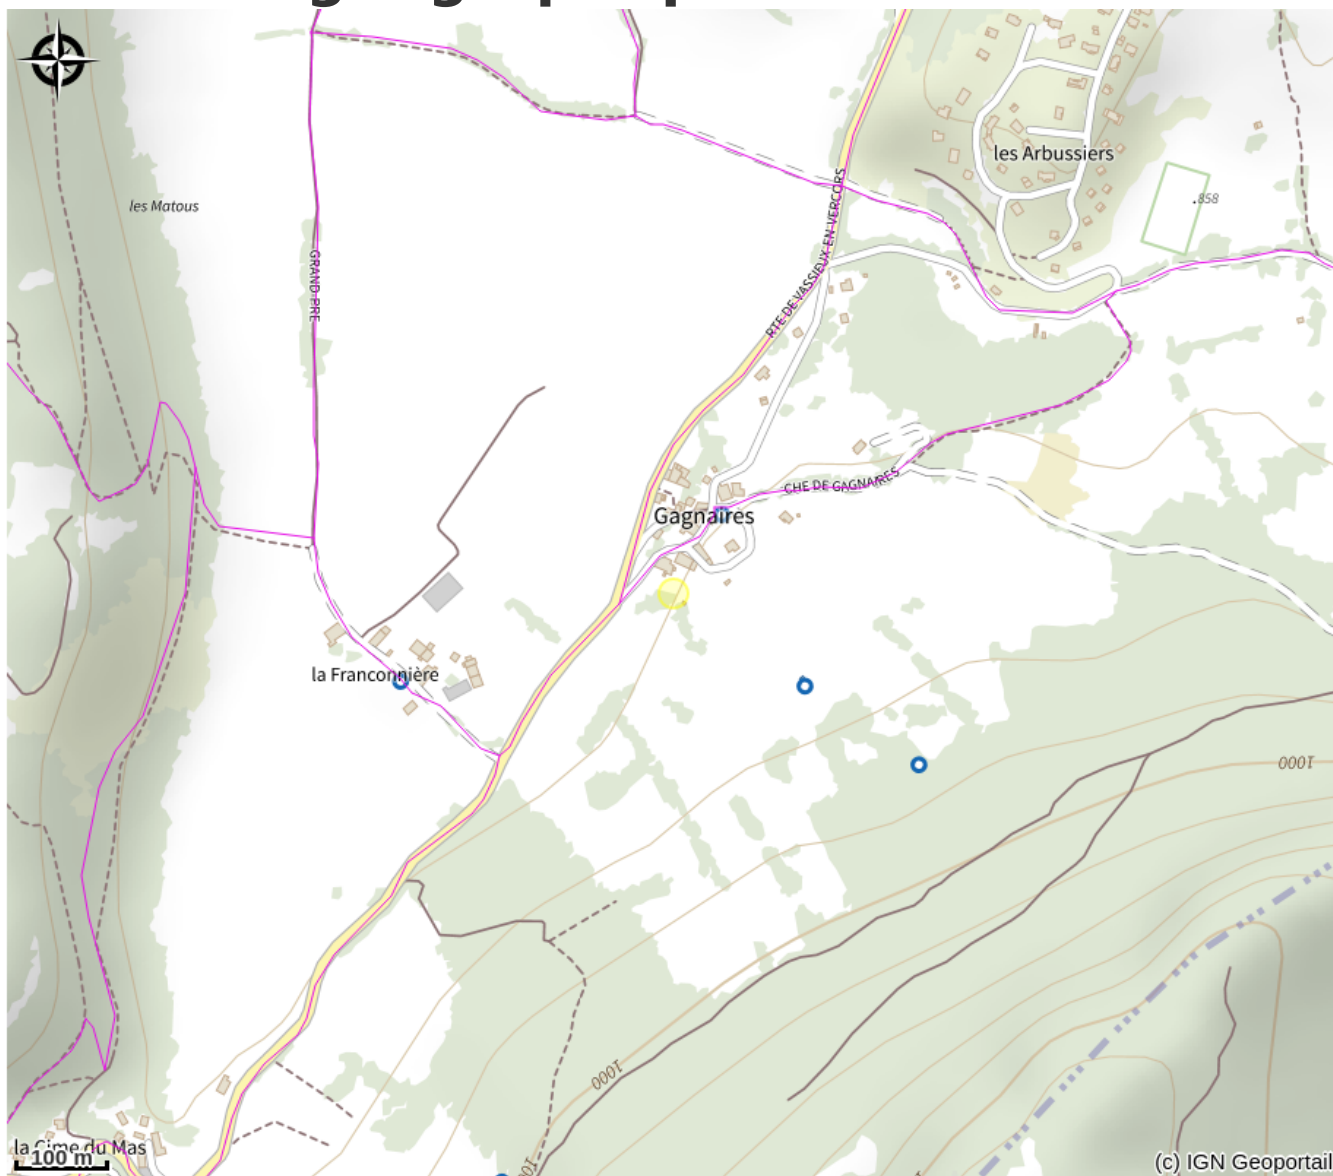 les Arbussiers
.858
les Matous
GRAND PRE
RTE DE VASSIEUX EN VERCORS
CHE DE GAGNAIRES
Gagnaires
la Franconnière
1000
1000
la Cime du Mas
100 m
(c) IGN Geoportail